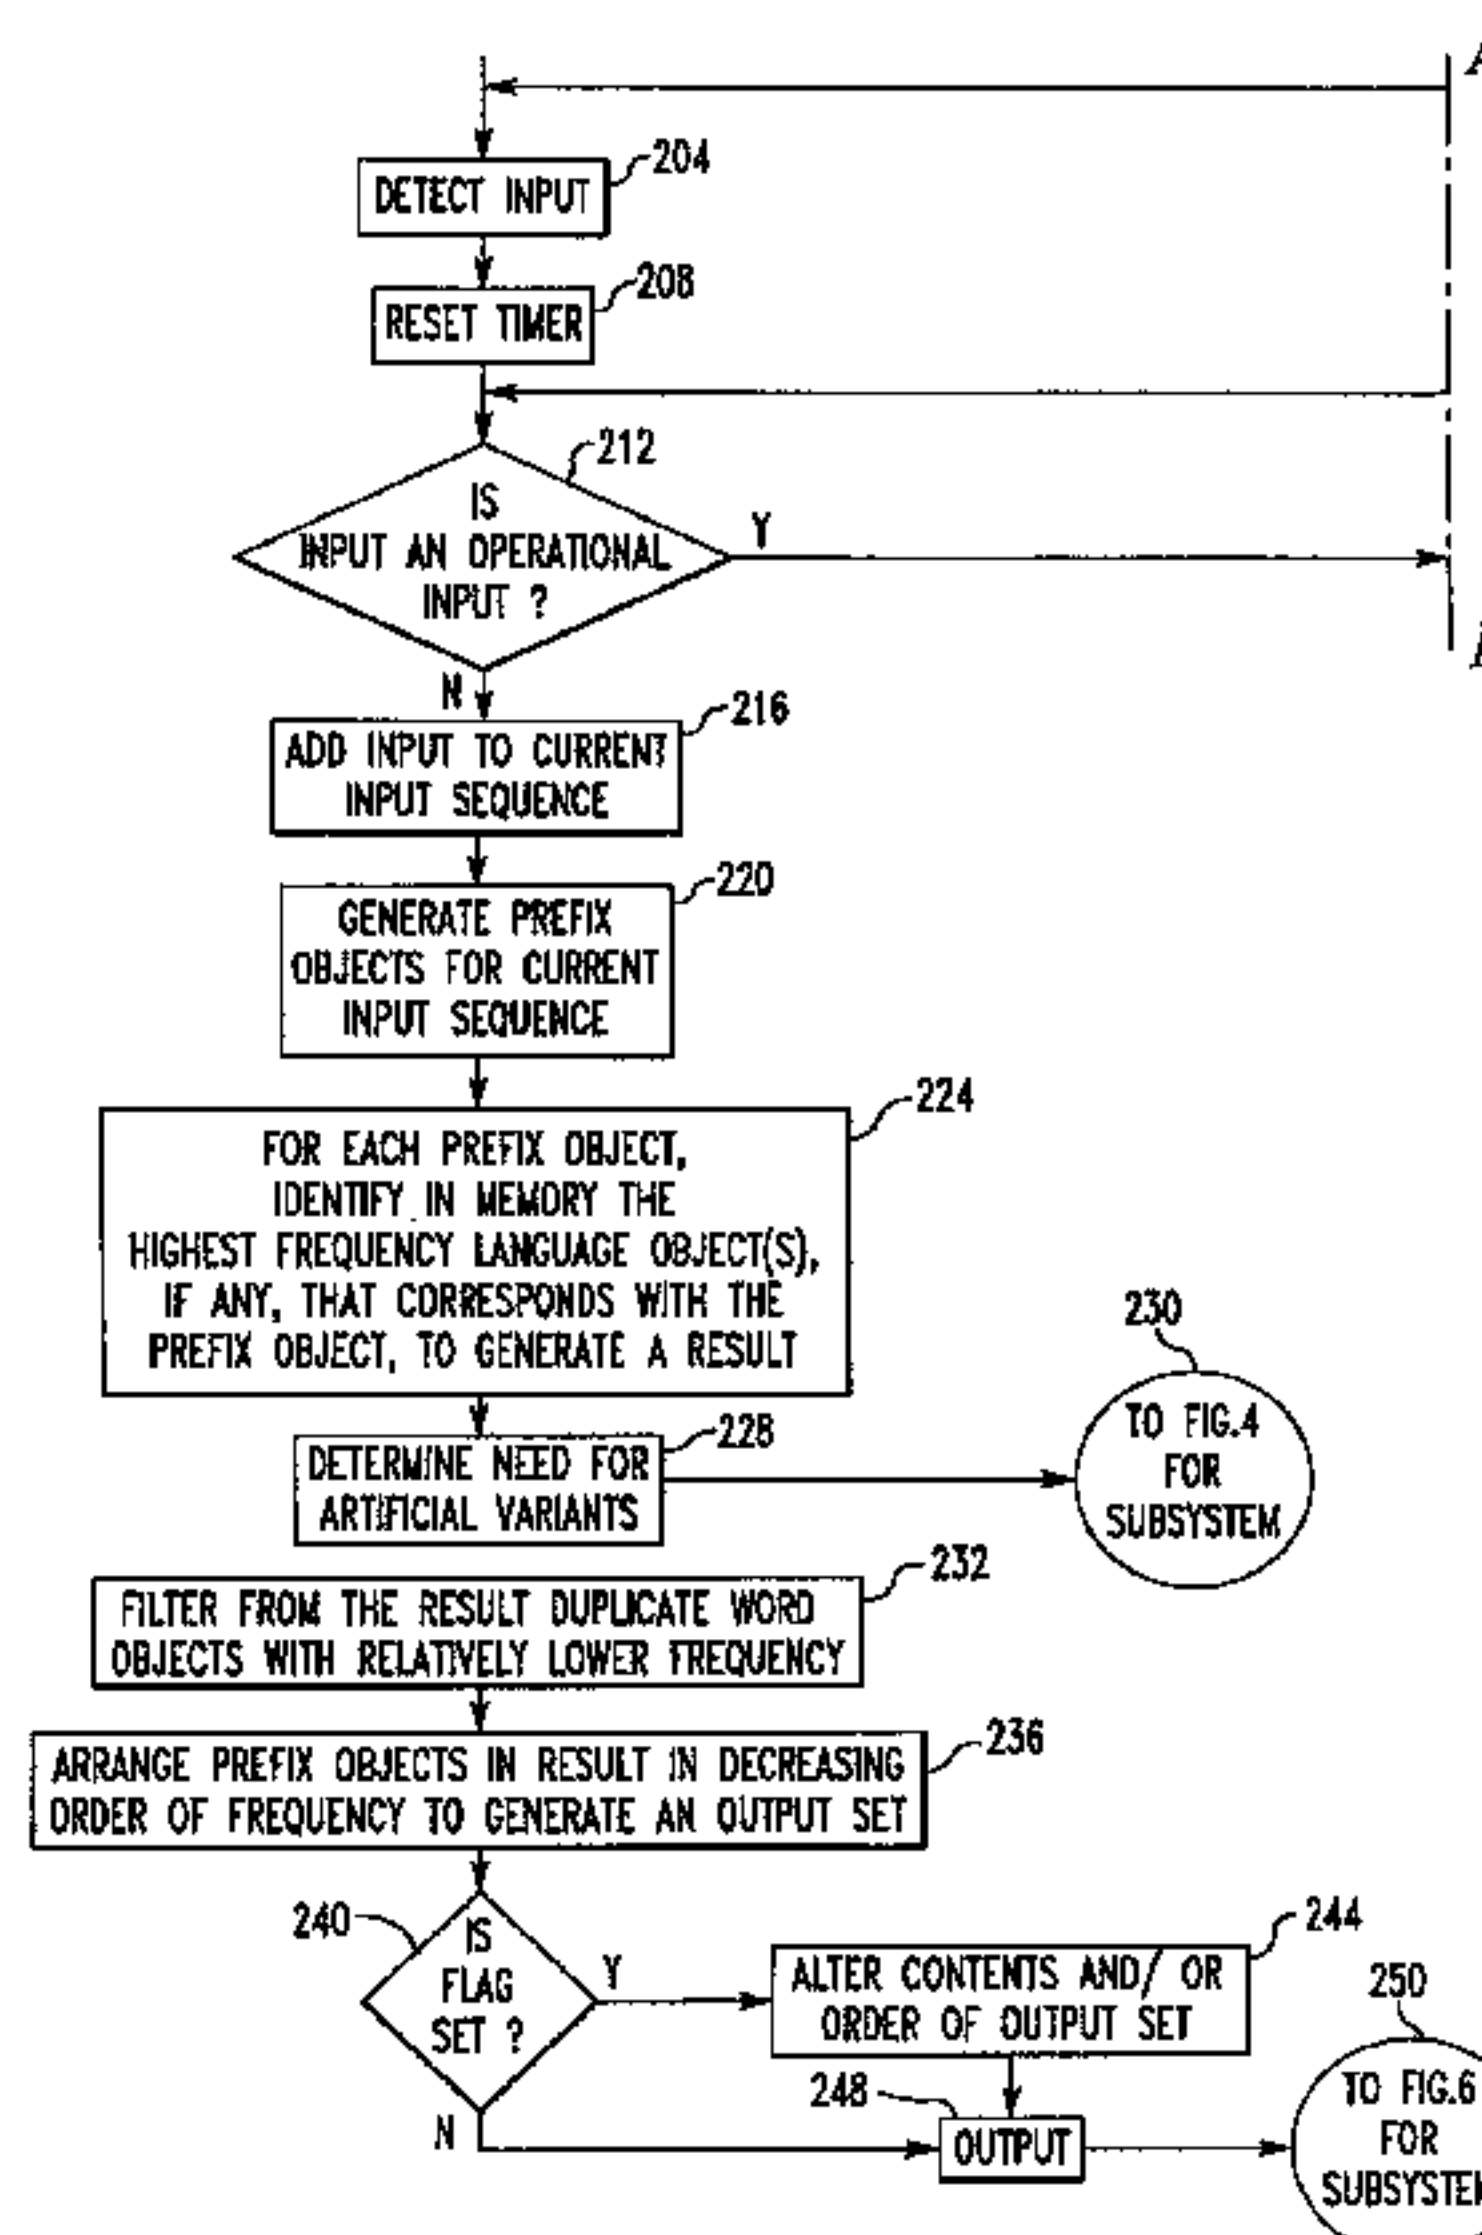 A
204
DETECT INPUT
208
RESET TIMER
212
IS
INPUT AN OPERATIONAL
INPUT ?
Y
N
216
ADD INPUT TO CURRENT
INPUT SEQUENCE
220
GENERATE PREFIX
OBJECTS FOR CURRENT
INPUT SEQUENCE
224
FOR EACH PREFIX OBJECT,
IDENTIFY IN MEMORY THE
HIGHEST FREQUENCY LANGUAGE OBJECT(S),
IF ANY, THAT CORRESPONDS WITH THE
PREFIX OBJECT, TO GENERATE A RESULT
230
TO FIG.4
FOR
SUBSYSTEM
228
DETERMINE NEED FOR
ARTIFICIAL VARIANTS
232
FILTER FROM THE RESULT DUPLICATE WORD
OBJECTS WITH RELATIVELY LOWER FREQUENCY
236
ARRANGE PREFIX OBJECTS IN RESULT IN DECREASING
ORDER OF FREQUENCY TO GENERATE AN OUTPUT SET
240
IS
FLAG
SET ?
Y
N
244
ALTER CONTENTS AND/ OR
ORDER OF OUTPUT SET
248
OUTPUT
250
TO FIG.6
FOR
SUBSYSTEM